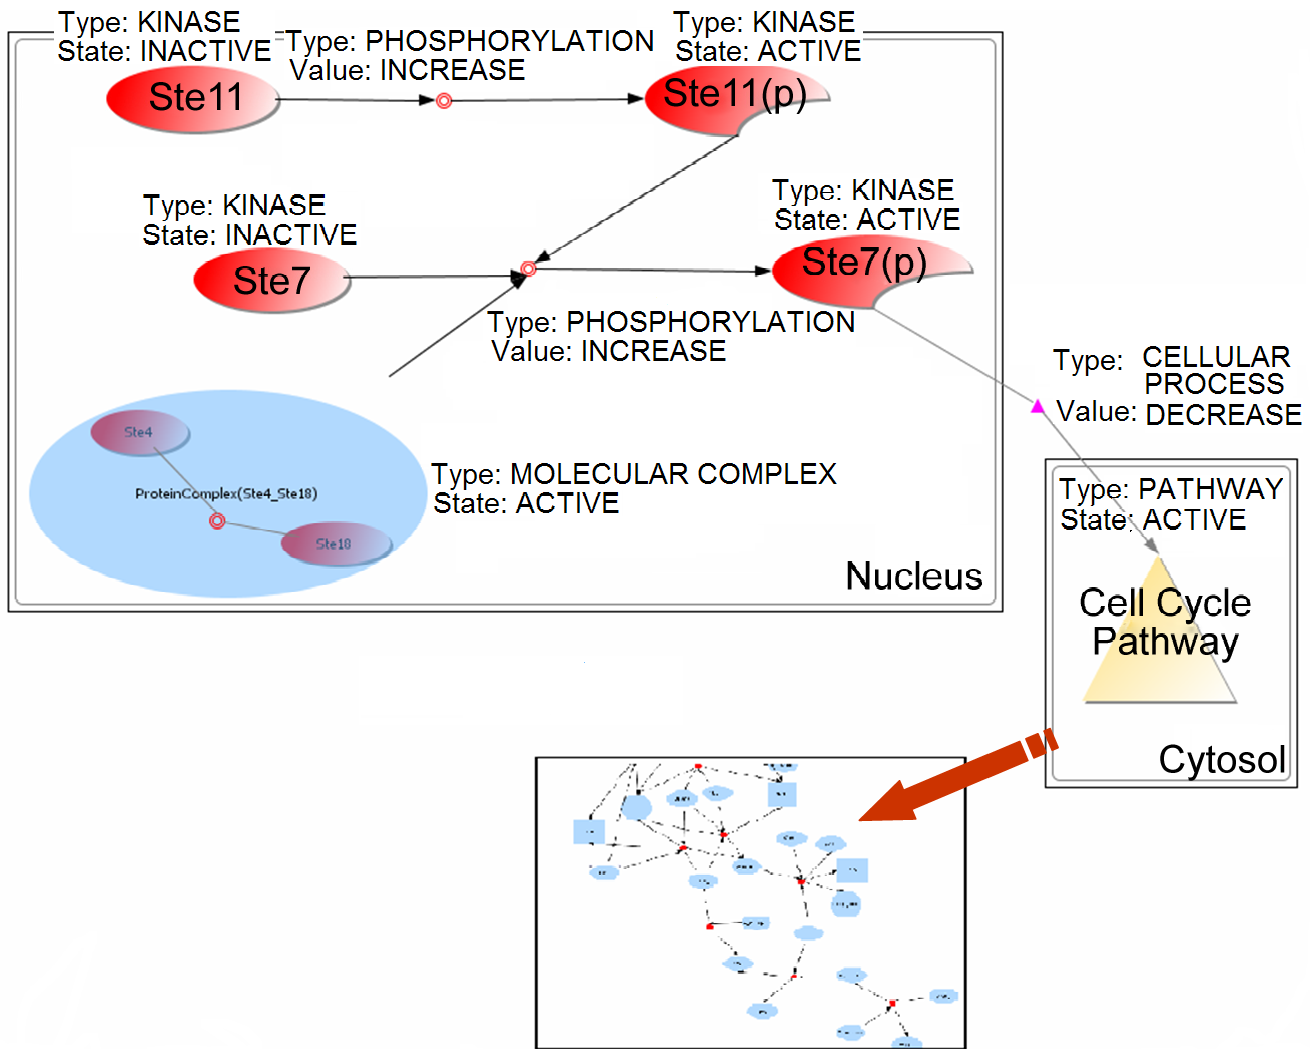 Type: KINASE
State: INACTIVE
Type: PHOSPHORYLATION
Value: INCREASE
Type: KINASE
State: ACTIVE
Ste11
Ste11(p)
Type: KINASE
State: INACTIVE
Type: KINASE
State: ACTIVE
Ste7
Ste7(p)
Type: PHOSPHORYLATION
Value: INCREASE
Type: CELLULAR
PROCESS
Value: DECREASE
Ste4
ProteinComplex(Ste4_Ste18)
Ste18
Type: MOLECULAR COMPLEX
State: ACTIVE
Nucleus
Type: PATHWAY
State: ACTIVE
Cell Cycle
Pathway
Cytosol